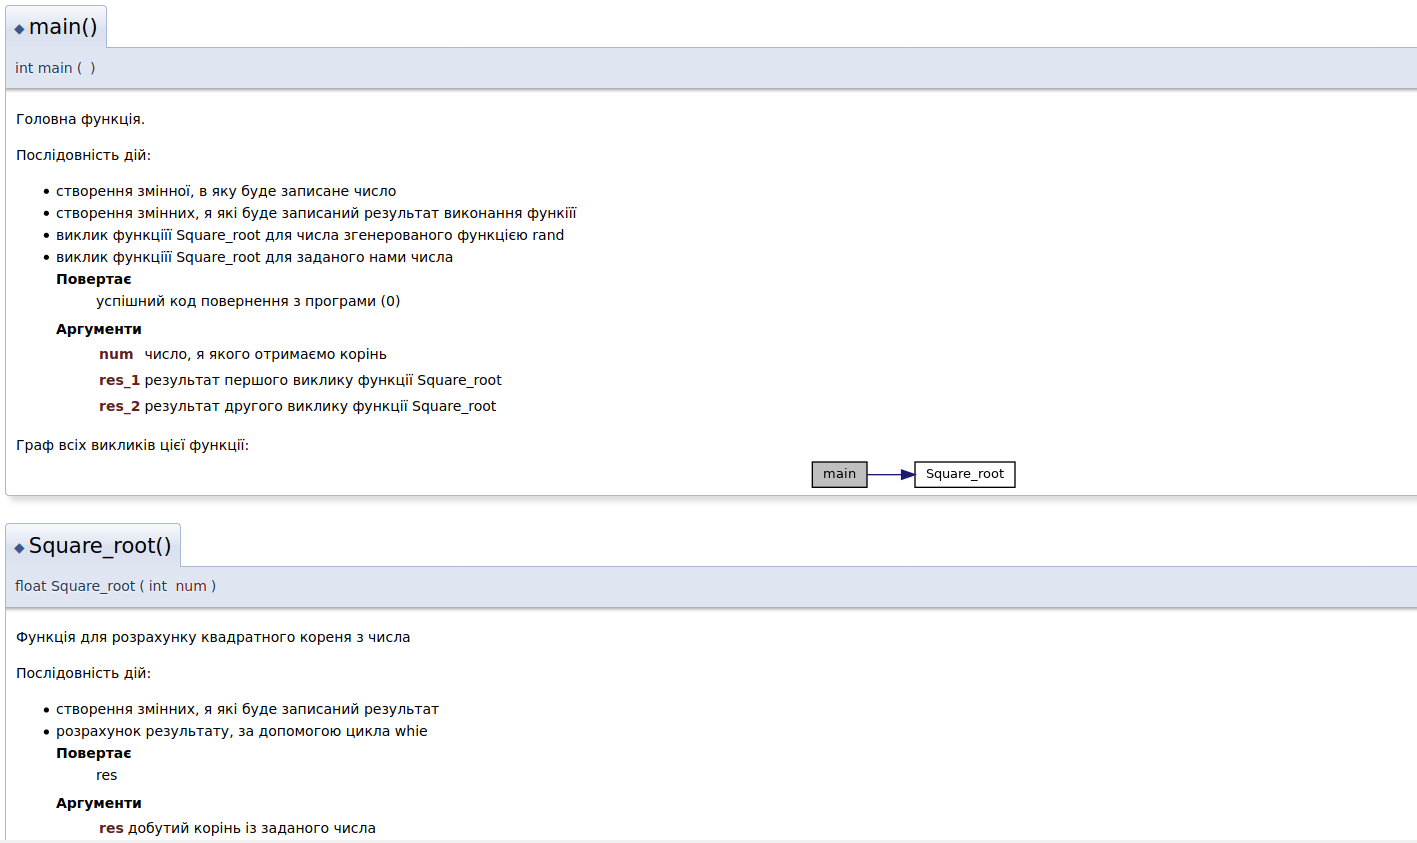 main()
int main ( )
Головна функція.
Послідовність дій:
створення змінної, в яку буде записане число
створення змінних, я які буде записаний результат виконання функіїї
виклик функціїї Square_root для числа згенерованого функцією rand
виклик функціїї Square_root для заданого нами числа
Повертає
успішний код повернення з програми (0)
Аргументи
num число, я якого отримаємо корінь
res_1 результат першого виклику функції Square_root
res_2 результат другого виклику функції Square_root
Граф всіх викликів цієї функції:
main Square_root
Square_root()
float Square_root ( int num )
Функція для розрахунку квадратного кореня з числа
Послідовність дій:
створення змінних, я які буде записаний результат
розрахунок результату, за допомогою цикла whie
Повертає
res
Аргументи
res добутий корінь із заданого числа